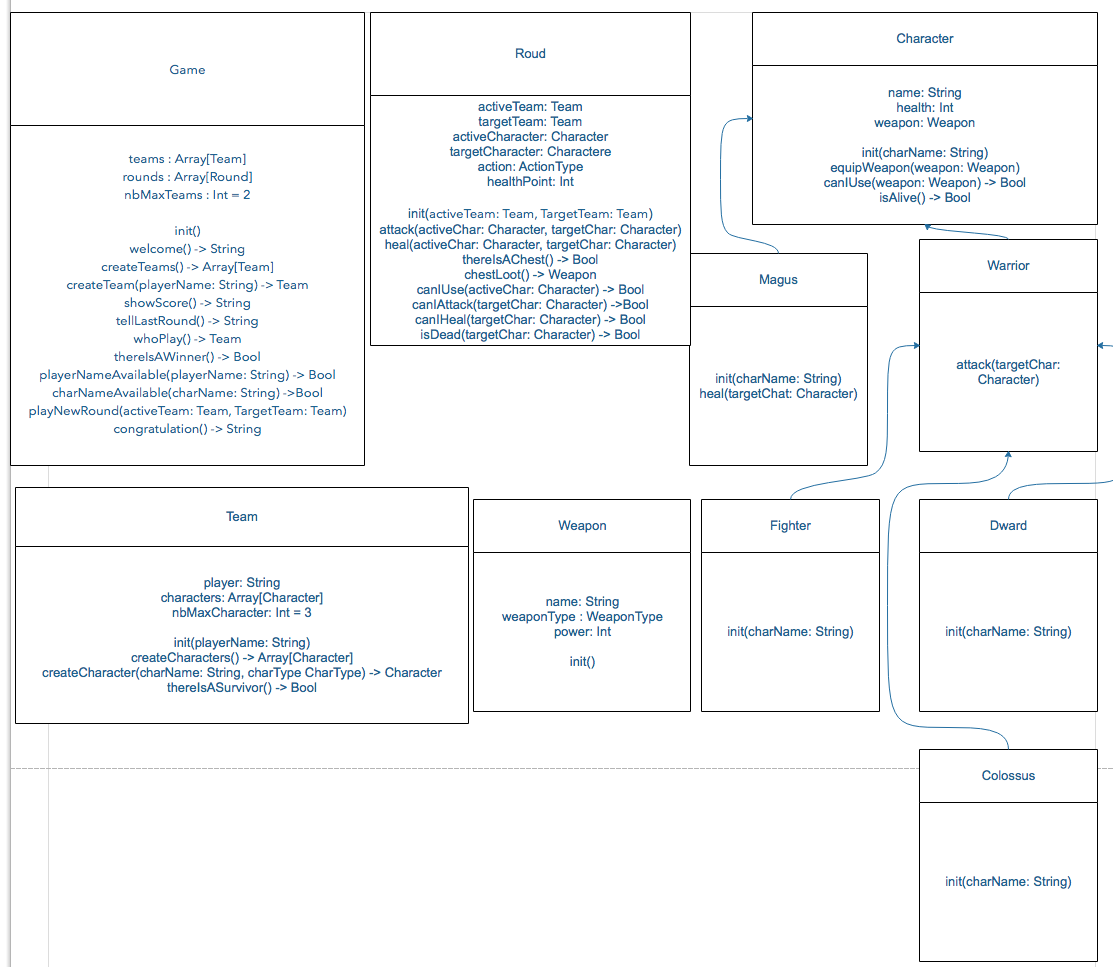 Game
teams : Array[Team]
rounds : Array[Round]
nbMaxTeams : Int = 2
init()
welcome() -> String
createTeams() -> Array[Team]
createTeam(playerName: String) -> Team
showScore() -> String
tellLastRound() -> String
whoPlay() -> Team
thereIsAWinner() -> Bool
playerNameAvailable(playerName: String) -> Bool
charNameAvailable(charName: String) ->Bool
playNewRound(activeTeam: Team, TargetTeam: Team)
congratulation() -> String
Roud
activeTeam: Team
targetTeam: Team
activeCharacter: Character
targetCharacter: Charactere
action: ActionType
healthPoint: Int
init(activeTeam: Team, TargetTeam: Team)
attack(activeChar: Character, targetChar: Character)
heal(activeChar: Character, targetChar: Character)
thereIsAChest() -> Bool
chestLoot() -> Weapon
canIUse(activeChar: Character) -> Bool
canIAttack(targetChar: Character) ->Bool
canIHeal(targetChar: Character) -> Bool
isDead(targetChar: Character) -> Bool
Character
name: String
health: Int
weapon: Weapon
init(charName: String)
equipWeapon(weapon: Weapon)
canIUse(weapon: Weapon) -> Bool
isAlive() -> Bool
Magus
init(charName: String)
heal(targetChat: Character)
Warrior
attack(targetChar:
Character)
Team
player: String
characters: Array[Character]
nbMaxCharacter: Int = 3
init(playerName: String)
createCharacters() -> Array[Character]
createCharacter(charName: String, charType CharType) -> Character
thereIsASurvivor() -> Bool
Weapon
name: String
weaponType : WeaponType
power: Int
init()
Fighter
init(charName: String)
Dward
init(charName: String)
Colossus
init(charName: String)